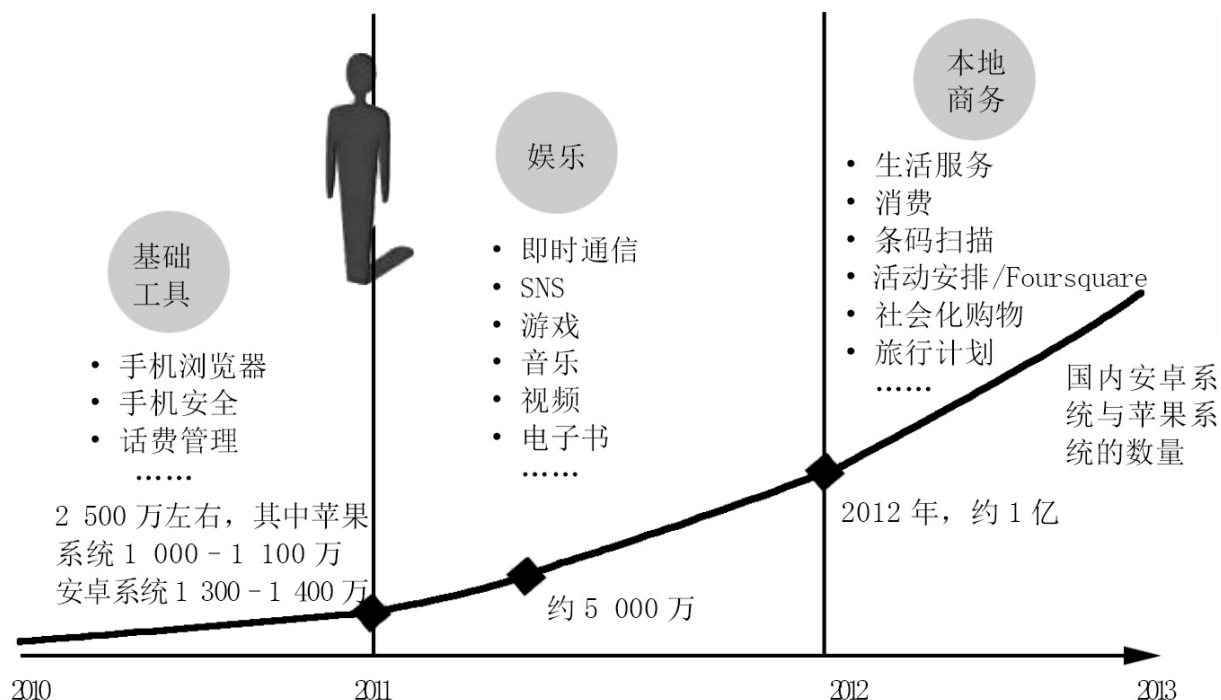 基础
工具
• 手机浏览器
• 手机安全
• 话费管理
……
2 500 万左右，其中苹果
系统 1 000－1 100 万
安卓系统 1 300－1 400 万
娱乐
• 即时通信
• SNS
• 游戏
• 音乐
• 视频
• 电子书
……
约 5 000 万
本地
商务
• 生活服务
• 消费
• 条码扫描
• 活动安排/Foursquare
• 社会化购物
• 旅行计划
……
国内安卓系
统与苹果系
统的数量
2012 年，约 1 亿
2010
2011
2012
2013